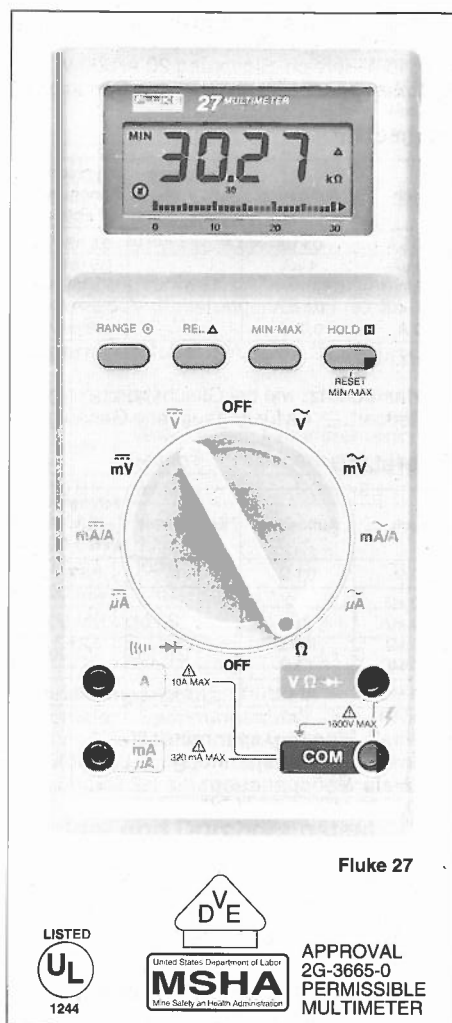 FLUKE 27 MULTIMETER
MIN 30.27 kΩ
30
0 10 20 30
RANGE REL MIN/MAX HOLD H
RESET
MIN/MAX
OFF
V V
mV mV
mA/A mA/A
µA µA
OFF Ω
A 10A MAX V Ω
1000V MAX
mA
µA 320 mA MAX COM
Fluke 27
DVE
LISTED
UL
1244
United States Department of Labor
MSHA
Mine Safety an Health Administration
APPROVAL
2G-3665-0
PERMISSIBLE
MULTIMETER